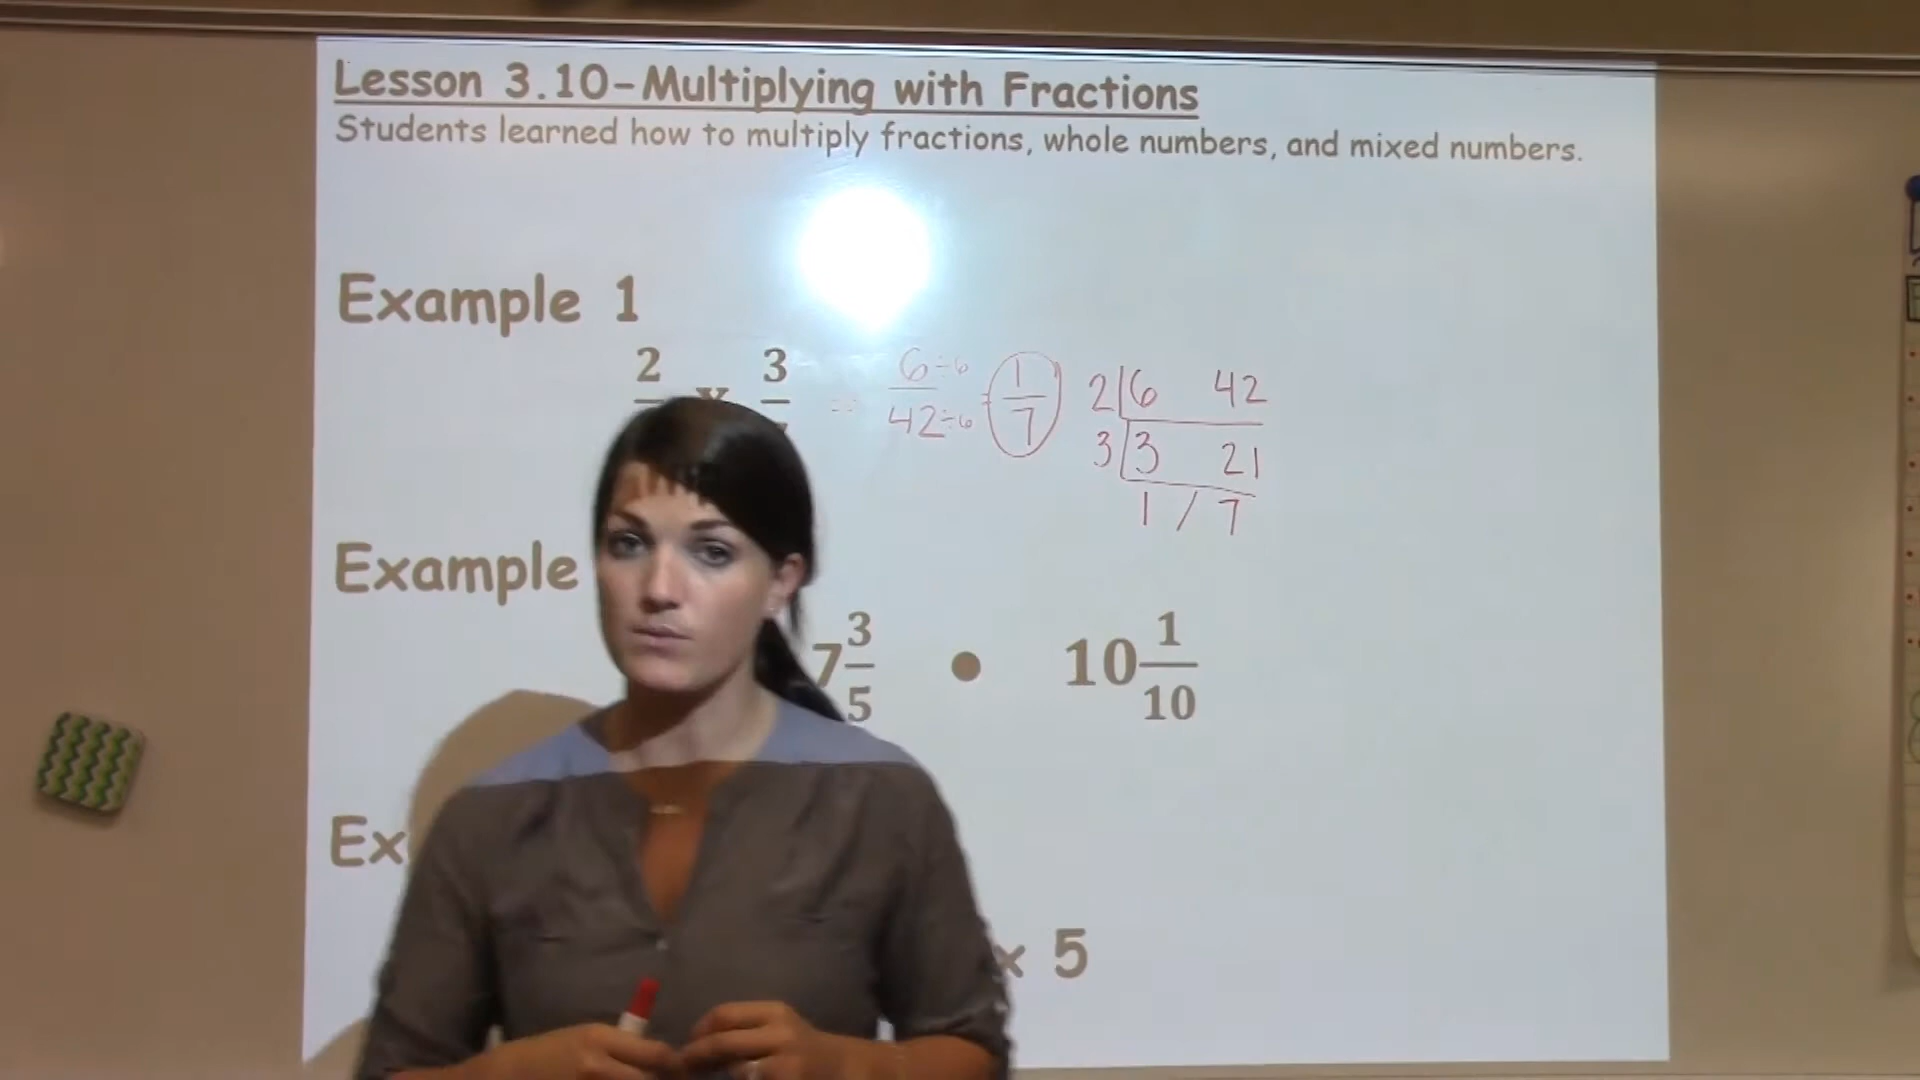 Lesson 3.10-Multiplying with Fractions
Students learned how to multiply fractions, whole numbers, and mixed numbers.
Example 1
2 x 3 = 6÷6 = 1
42÷6 7
2 6 42
3 3 21
1 / 7
Example
7 3/5 • 10 1/10
Ex
x 5